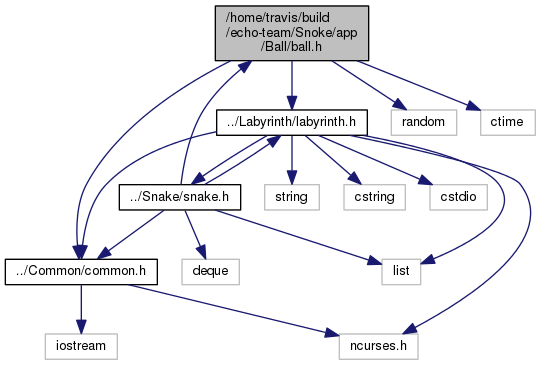 /home/travis/build
/echo-team/Snoke/app
/Ball/ball.h
../Labyrinth/labyrinth.h
random
ctime
../Snake/snake.h
string
cstring
cstdio
../Common/common.h
deque
list
iostream
ncurses.h